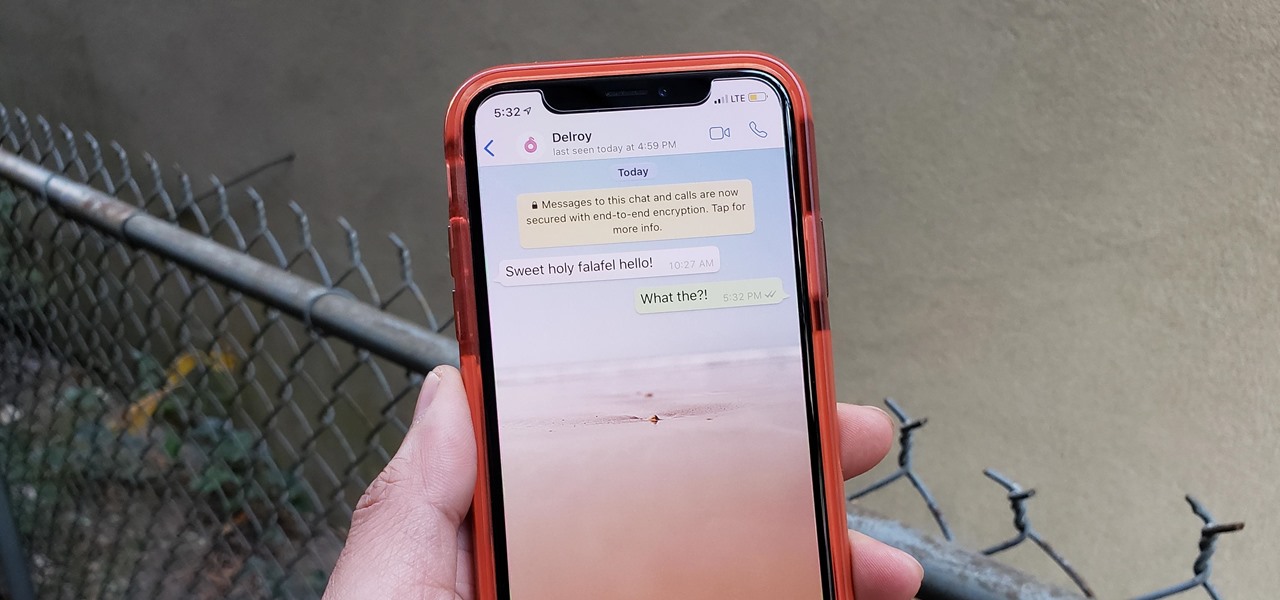 5:32 LTE
Delroy
last seen today at 4:59 PM
Today
Messages to this chat and calls are now
secured with end-to-end encryption. Tap for
more info.
Sweet holy falafel hello! 10:27 AM
What the?! 5:32 PM